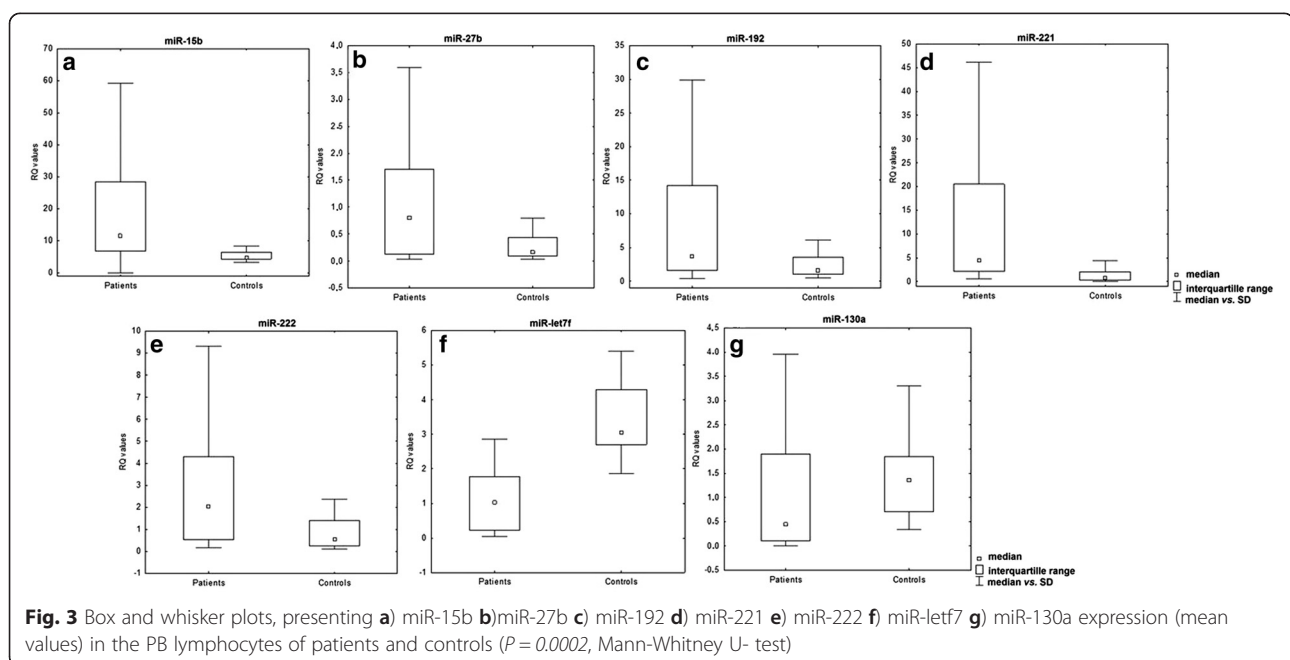 miR-15b
miR-27b
miR-192
miR-221
a
b
c
d
70
60
50
40
30
20
10
0
RQ values
Patients
Controls
4,0
3,5
3,0
2,5
2,0
1,5
1,0
0,5
0,0
-0,5
RQ values
Patients
Controls
35
30
25
20
15
10
5
0
RQ values
Patients
Controls
50
45
40
35
30
25
20
15
10
5
0
RQ values
Patients
Controls
median
interquartille range
median vs. SD
miR-222
miR-let7f
miR-130a
e
f
g
10
9
8
7
6
5
4
3
2
1
0
-1
RQ values
Patients
Controls
6
5
4
3
2
1
0
-1
RQ values
Patients
Controls
4,5
4,0
3,5
3,0
2,5
2,0
1,5
1,0
0,5
0,0
-0,5
RQ values
Patients
Controls
median
interquartille range
median vs. SD
Fig. 3 Box and whisker plots, presenting a) miR-15b b)miR-27b c) miR-192 d) miR-221 e) miR-222 f) miR-letf7 g) miR-130a expression (mean
values) in the PB lymphocytes of patients and controls (P = 0.0002, Mann-Whitney U- test)